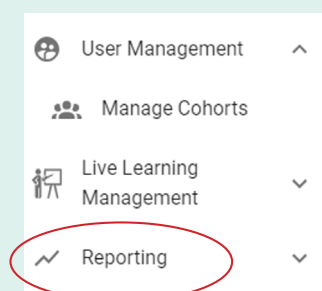 User Management
Manage Cohorts
Live Learning
Management
Reporting